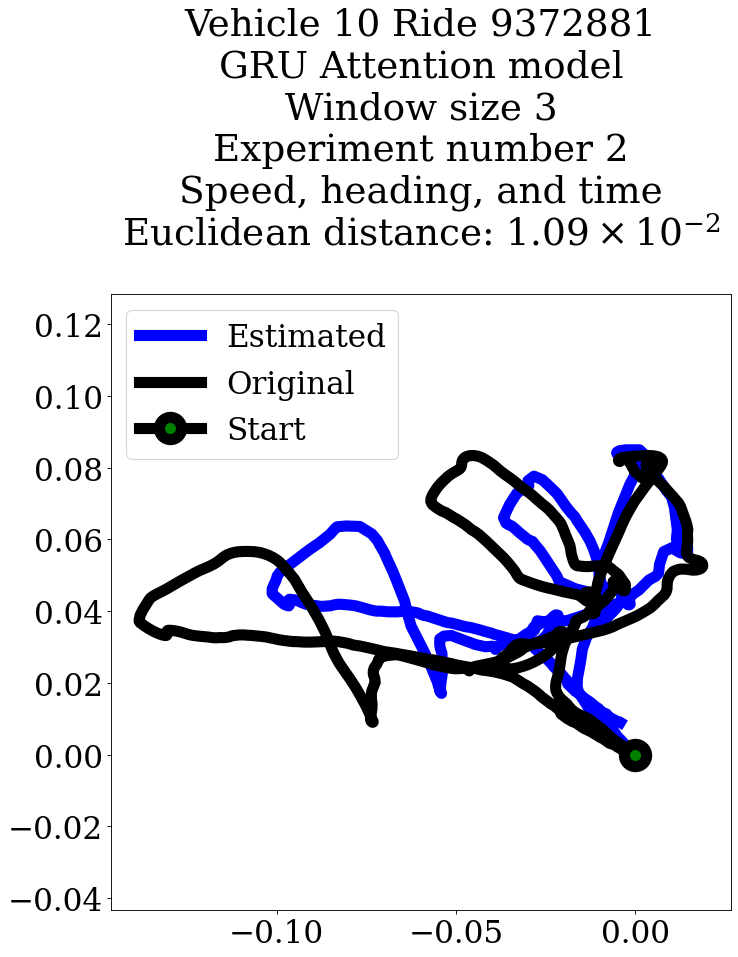 Vehicle 10 Ride 9372881
GRU Attention model
Window size 3
Experiment number 2
Speed, heading, and time
Euclidean distance: 1.09 × 10⁻²
Estimated
Original
Start
0.12
0.10
0.08
0.06
0.04
0.02
0.00
−0.02
−0.04
−0.10
−0.05
0.00